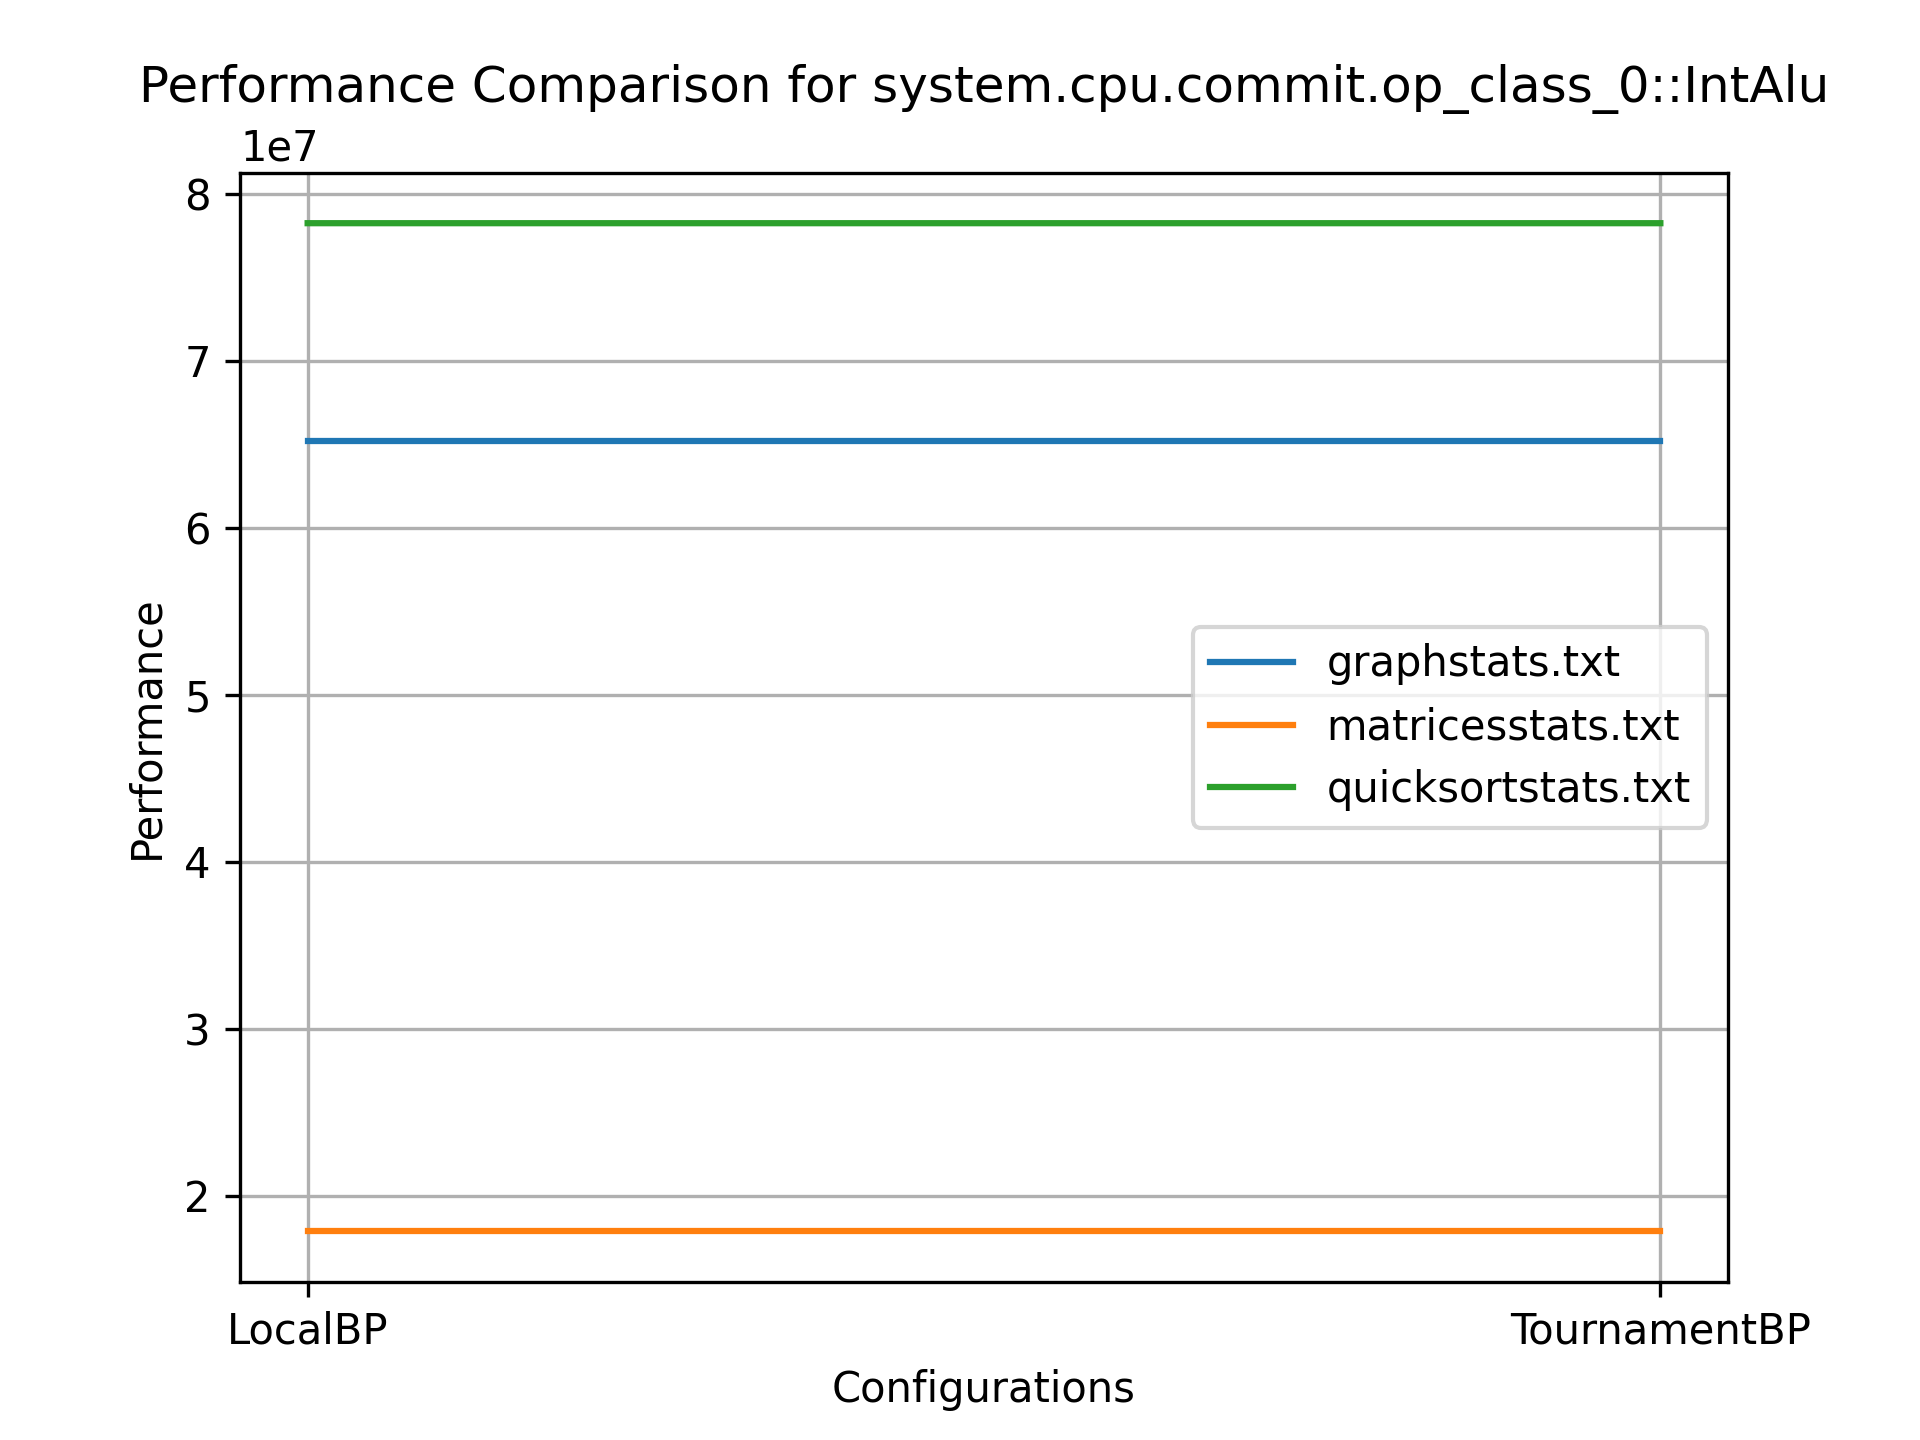 Performance Comparison for system.cpu.commit.op_class_0::IntAlu
1e7
8
7
6
5
4
3
2
Performance
graphstats.txt
matricesstats.txt
quicksortstats.txt
LocalBP
TournamentBP
Configurations